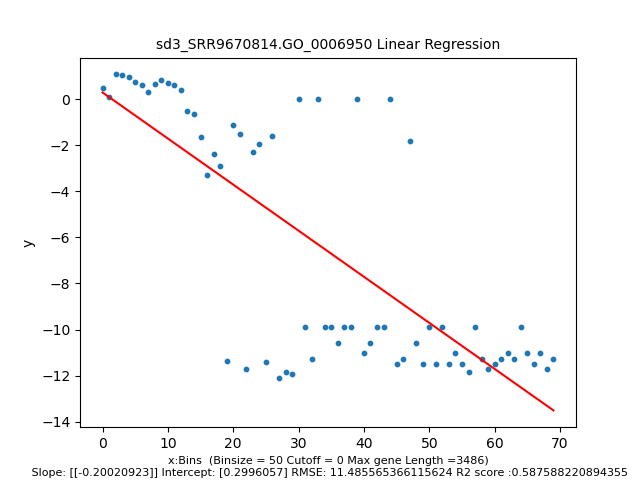 sd3_SRR9670814.GO_0006950 Linear Regression
0
−2
−4
−6
−8
−10
−12
−14
y
0 10 20 30 40 50 60 70
x:Bins (Binsize = 50 Cutoff = 0 Max gene Length =3486)
Slope: [[-0.20020923]] Intercept: [0.2996057] RMSE: 11.485565366115624 R2 score :0.587588220894355